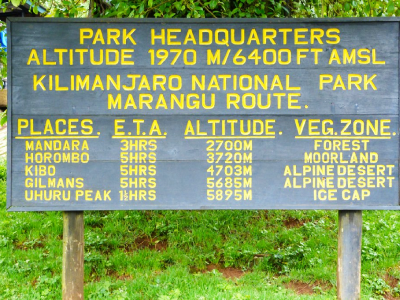 PARK HEADQUARTERS
ALTITUDE 1970 M/6400 FT AMSL
KILIMANJARO NATIONAL PARK
MARANGU ROUTE.
PLACES. E.T.A. ALTITUDE. VEG.ZONE.
MANDARA 3HRS 2700M FOREST
HOROMBO 5HRS 3720M MOORLAND
KIBO 5HRS 4703M ALPINE DESERT
GILMANS 5HRS 5685M ALPINE DESERT
UHURU PEAK 1½HRS 5895M ICE CAP